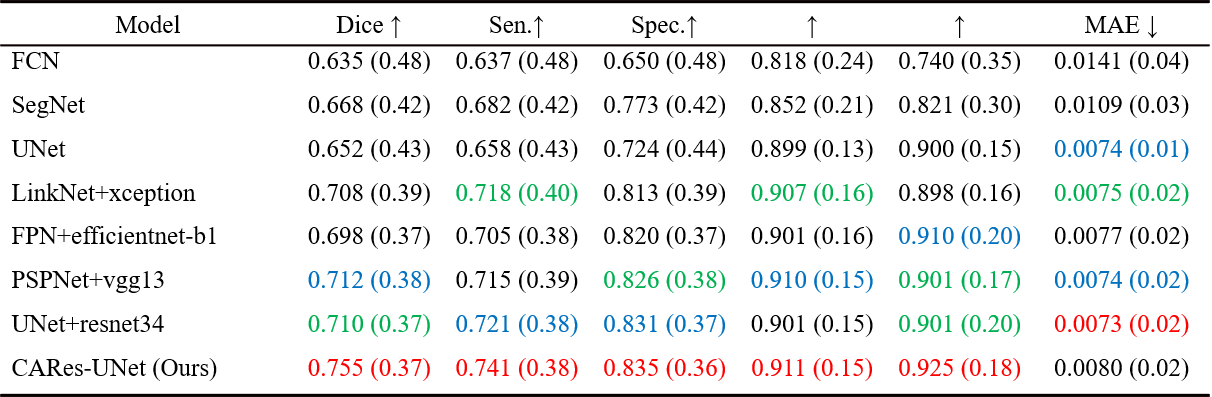 Model Dice ↑ Sen.↑ Spec.↑ ↑ ↑ MAE ↓
FCN 0.635 (0.48) 0.637 (0.48) 0.650 (0.48) 0.818 (0.24) 0.740 (0.35) 0.0141 (0.04)
SegNet 0.668 (0.42) 0.682 (0.42) 0.773 (0.42) 0.852 (0.21) 0.821 (0.30) 0.0109 (0.03)
UNet 0.652 (0.43) 0.658 (0.43) 0.724 (0.44) 0.899 (0.13) 0.900 (0.15) 0.0074 (0.01)
LinkNet+xception 0.708 (0.39) 0.718 (0.40) 0.813 (0.39) 0.907 (0.16) 0.898 (0.16) 0.0075 (0.02)
FPN+efficientnet-b1 0.698 (0.37) 0.705 (0.38) 0.820 (0.37) 0.901 (0.16) 0.910 (0.20) 0.0077 (0.02)
PSPNet+vgg13 0.712 (0.38) 0.715 (0.39) 0.826 (0.38) 0.910 (0.15) 0.901 (0.17) 0.0074 (0.02)
UNet+resnet34 0.710 (0.37) 0.721 (0.38) 0.831 (0.37) 0.901 (0.15) 0.901 (0.20) 0.0073 (0.02)
CARes-UNet (Ours) 0.755 (0.37) 0.741 (0.38) 0.835 (0.36) 0.911 (0.15) 0.925 (0.18) 0.0080 (0.02)